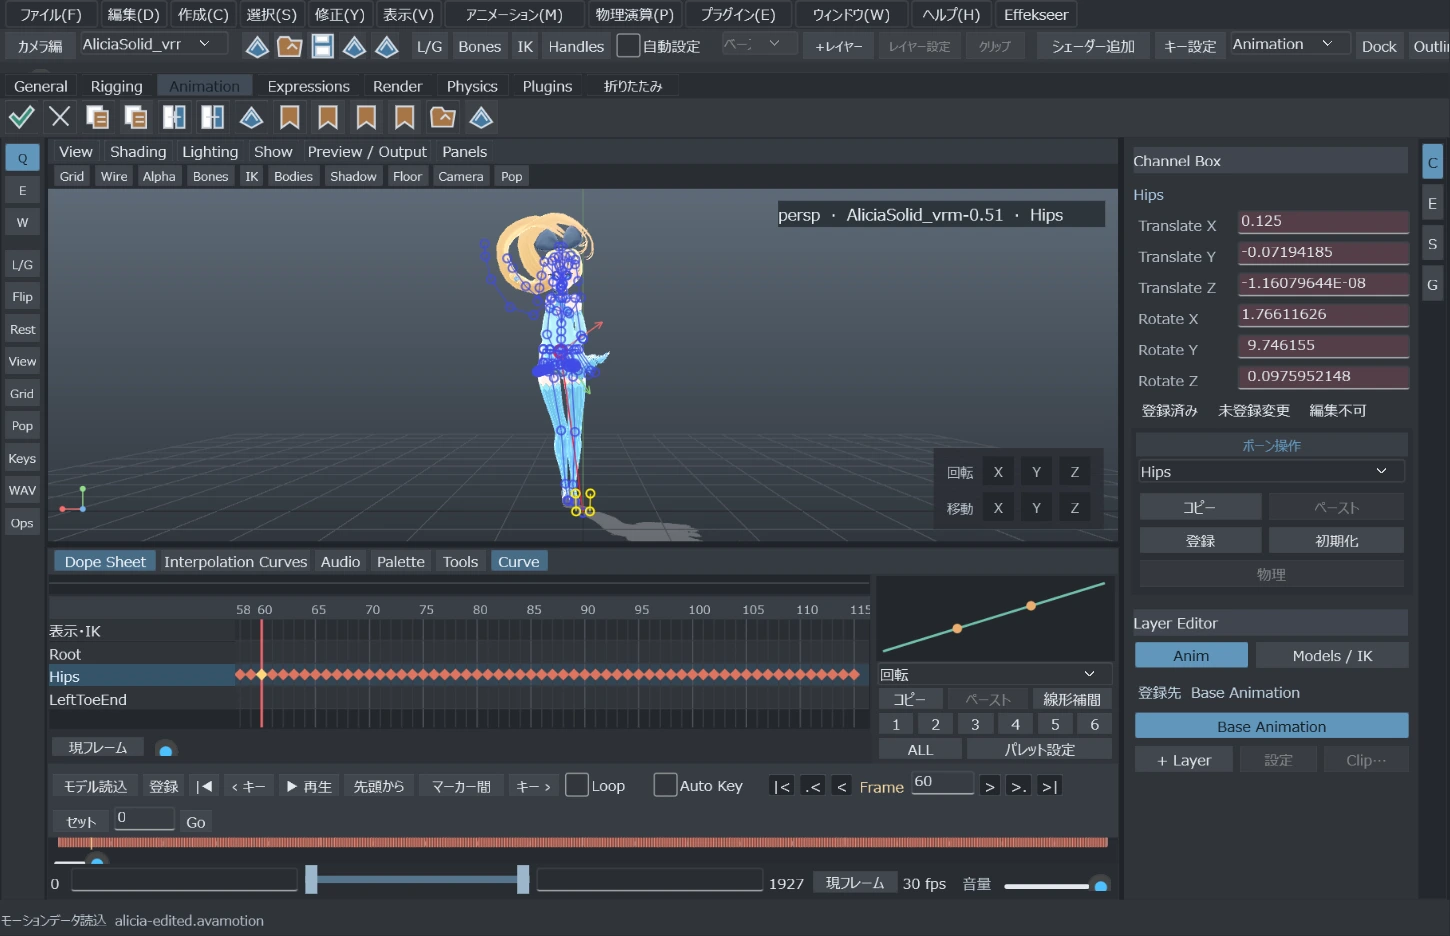 ファイル(F) 編集(D) 作成(C) 選択(S) 修正(Y) 表示(V) アニメーション(M) 物理演算(P) プラグイン(E) ウィンドウ(W) ヘルプ(H) Effekseer
カメラ編 AliciaSolid_vrr L/G Bones IK Handles 自動設定 +レイヤー レイヤー設定 クリップ シェーダー追加 キー設定 Animation Dock Outli
General Rigging Animation Expressions Render Physics Plugins 折りたたみ
Q
E
W
L/G
Flip
Rest
View
Grid
Pop
Keys
WAV
Ops
View Shading Lighting Show Preview / Output Panels
Grid Wire Alpha Bones IK Bodies Shadow Floor Camera Pop
persp · AliciaSolid_vrm-0.51 · Hips
回転 X Y Z
移動 X Y Z
Dope Sheet Interpolation Curves Audio Palette Tools Curve
58 60 65 70 75 80 85 90 95 100 105 110 115
表示・IK
Root
Hips
LeftToeEnd
現フレーム
回転
コピー ペースト 線形補間
1 2 3 4 5 6
ALL パレット設定
モデル読込 登録 |◀ ‹ キー ▶ 再生 先頭から マーカー間 キー › Loop Auto Key |< .< < Frame 60 > >. >|
セット 0 Go
0 1927 現フレーム 30 fps 音量
モーションデータ読込 alicia-edited.avamotion
Channel Box
Hips
Translate X 0.125
Translate Y -0.07194185
Translate Z -1.16079644E-08
Rotate X 1.76611626
Rotate Y 9.746155
Rotate Z 0.0975952148
登録済み 未登録変更 編集不可
ボーン操作
Hips
コピー ペースト
登録 初期化
物理
Layer Editor
Anim Models / IK
登録先 Base Animation
Base Animation
+ Layer 設定 Clip…
C
E
S
G